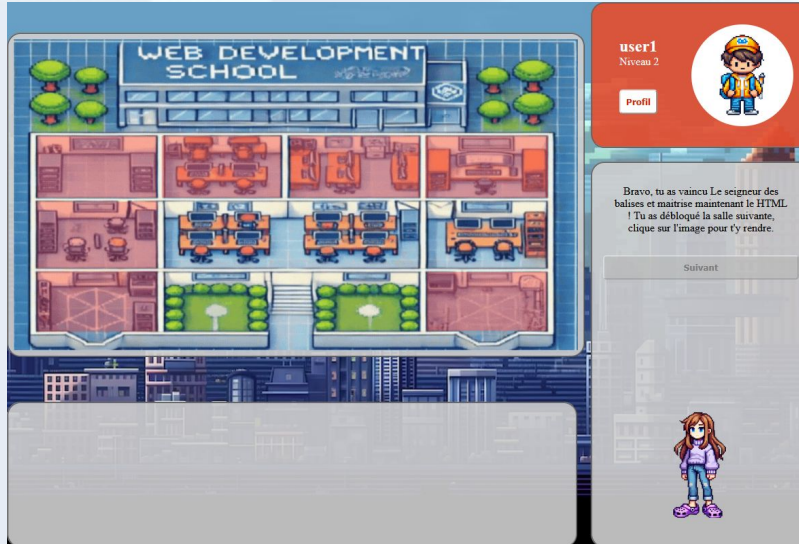 WEB DEVELOPMENT
SCHOOL
user1
Niveau 2
Profil
Bravo, tu as vaincu Le seigneur des
balises et maitrise maintenant le HTML
! Tu as débloqué la salle suivante,
clique sur l'image pour t'y rendre.
Suivant